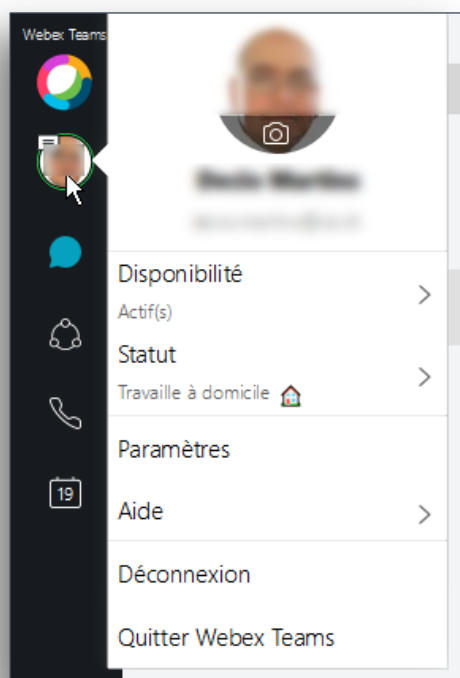 Webex Teams
Disponibilité
Actif(s)
Statut
Travaille à domicile
Paramètres
19
Aide
Déconnexion
Quitter Webex Teams